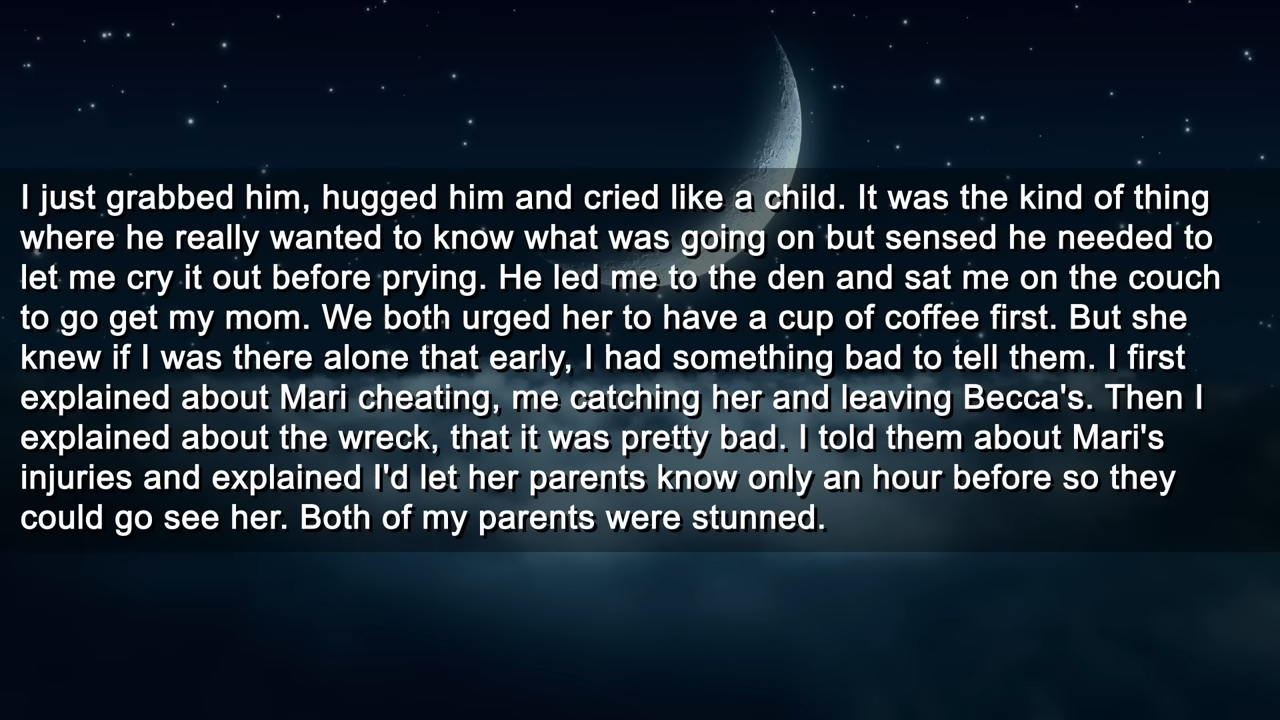 I just grabbed him, hugged him and cried like a child. It was the kind of thing
where he really wanted to know what was going on but sensed he needed to
let me cry it out before prying. He led me to the den and sat me on the couch
to go get my mom. We both urged her to have a cup of coffee first. But she
knew if I was there alone that early, I had something bad to tell them. I first
explained about Mari cheating, me catching her and leaving Becca's. Then I
explained about the wreck, that it was pretty bad. I told them about Mari's
injuries and explained I'd let her parents know only an hour before so they
could go see her. Both of my parents were stunned.